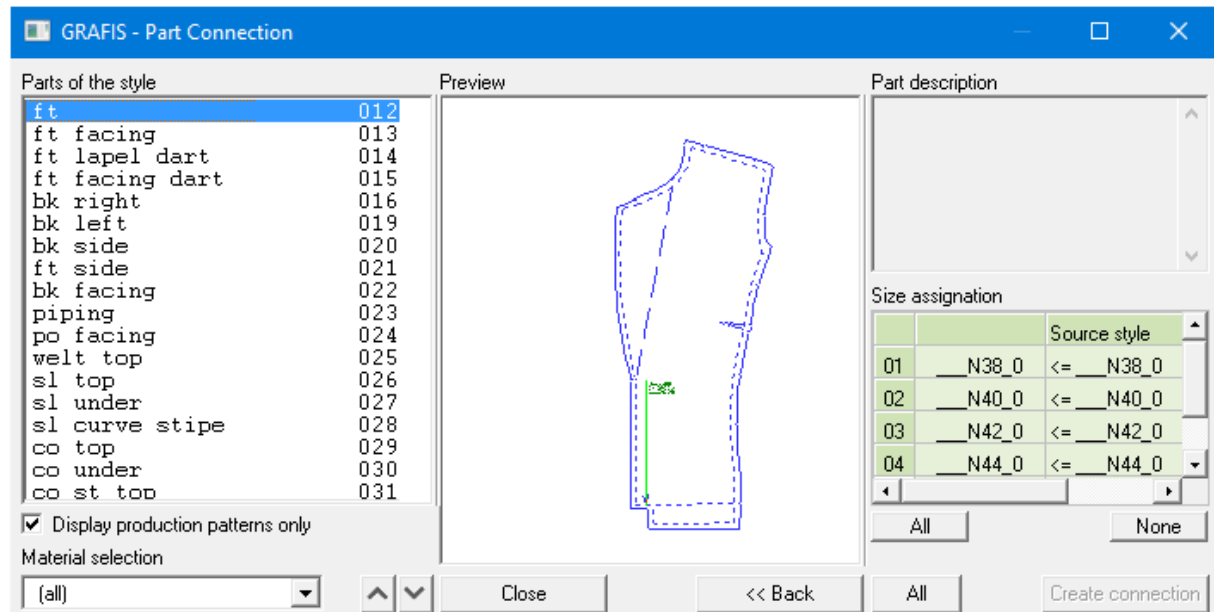 GRAFIS - Part Connection
Parts of the style
ft 012
ft facing 013
ft lapel dart 014
ft facing dart 015
bk right 016
bk left 019
bk side 020
ft side 021
bk facing 022
piping 023
po facing 024
welt top 025
sl top 026
sl under 027
sl curve stipe 028
co top 029
co under 030
co st top 031
Display production patterns only
Material selection
(all)
Preview
Close
<< Back
Part description
Size assignation
Source style
01 ___N38_0 <= ___N38_0
02 ___N40_0 <= ___N40_0
03 ___N42_0 <= ___N42_0
04 ___N44_0 <= ___N44_0
All None
All Create connection